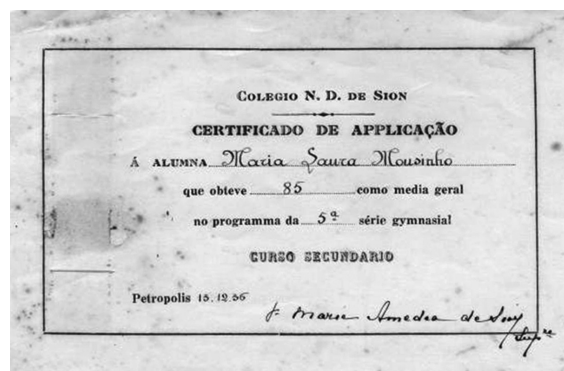 COLEGIO N. D. DE SION
CERTIFICADO DE APPLICAÇÃO
Á ALUMNA Maria Laura Mousinho
que obteve 85 como media geral
no programma da 5ª série gymnasial
CURSO SECUNDARIO
Petropolis 15.12.36
Marie Amedea de Sion
Supre